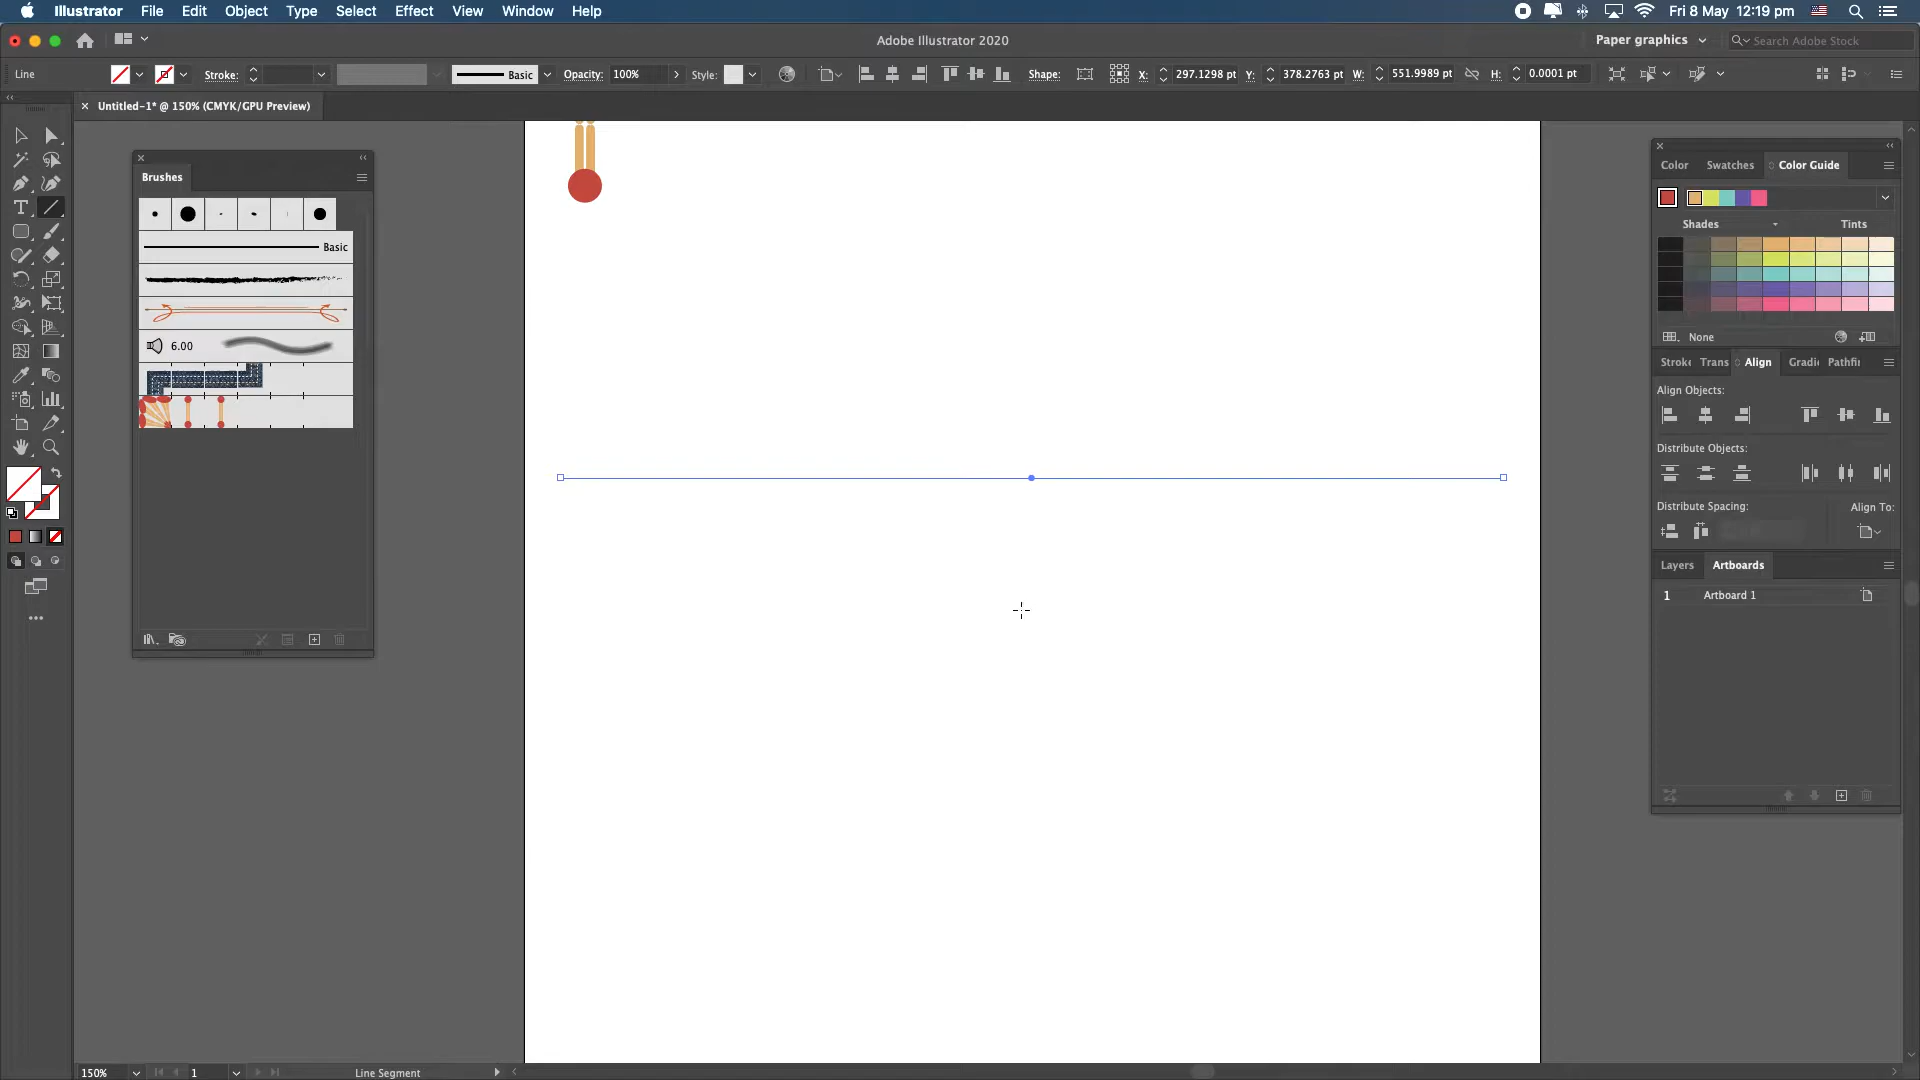 Illustrator File Edit Object Type Select Effect View Window Help
Fri 8 May 12:19 pm
Adobe Illustrator 2020
Paper graphics
Search Adobe Stock
Line
Stroke:
Basic
Opacity: 100%
Style:
Shape:
X: 297.1298 pt
Y: 378.2763 pt
W: 551.9989 pt
H: 0.0001 pt
× Untitled-1* @ 150% (CMYK/GPU Preview)
Brushes
Basic
6.00
Color Swatches Color Guide
Shades Tints
None
Stroke Trans Align Gradi Pathfi
Align Objects:
Distribute Objects:
Distribute Spacing: Align To:
Layers Artboards
1 Artboard 1
150% 1 Line Segment